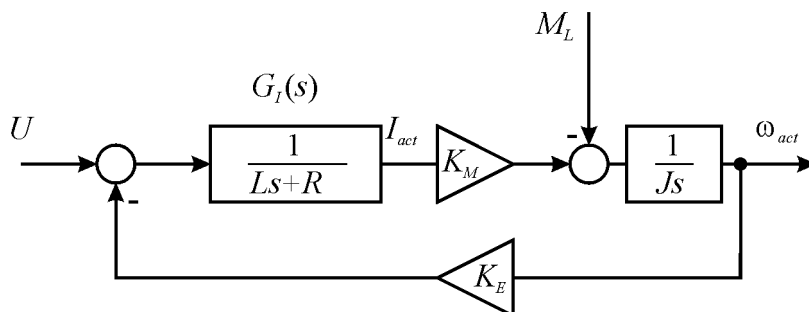 M_L
G_I(s)
U
1
Ls+R
I_act
K_M
-
1
Js
ω_act
-
K_E